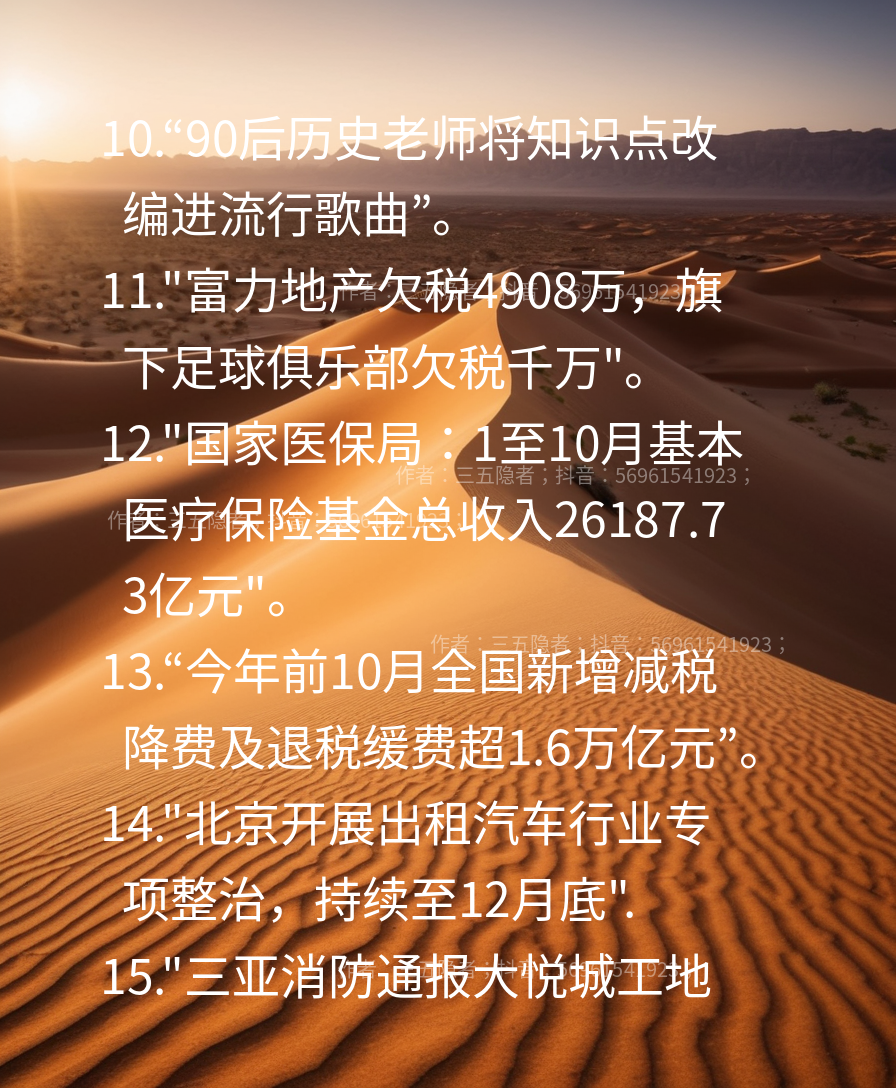 10.“90后历史老师将知识点改
编进流行歌曲”。
11."富力地产欠税4908万，旗
下足球俱乐部欠税千万"。
12."国家医保局：1至10月基本
作者：三五隐者；抖音：56961541923；
医疗保险基金总收入26187.7
3亿元"。
作者：三五隐者；抖音：56961541923；
13.“今年前10月全国新增减税
降费及退税缓费超1.6万亿元”。
14."北京开展出租汽车行业专
项整治，持续至12月底".
15."三亚消防通报大悦城工地